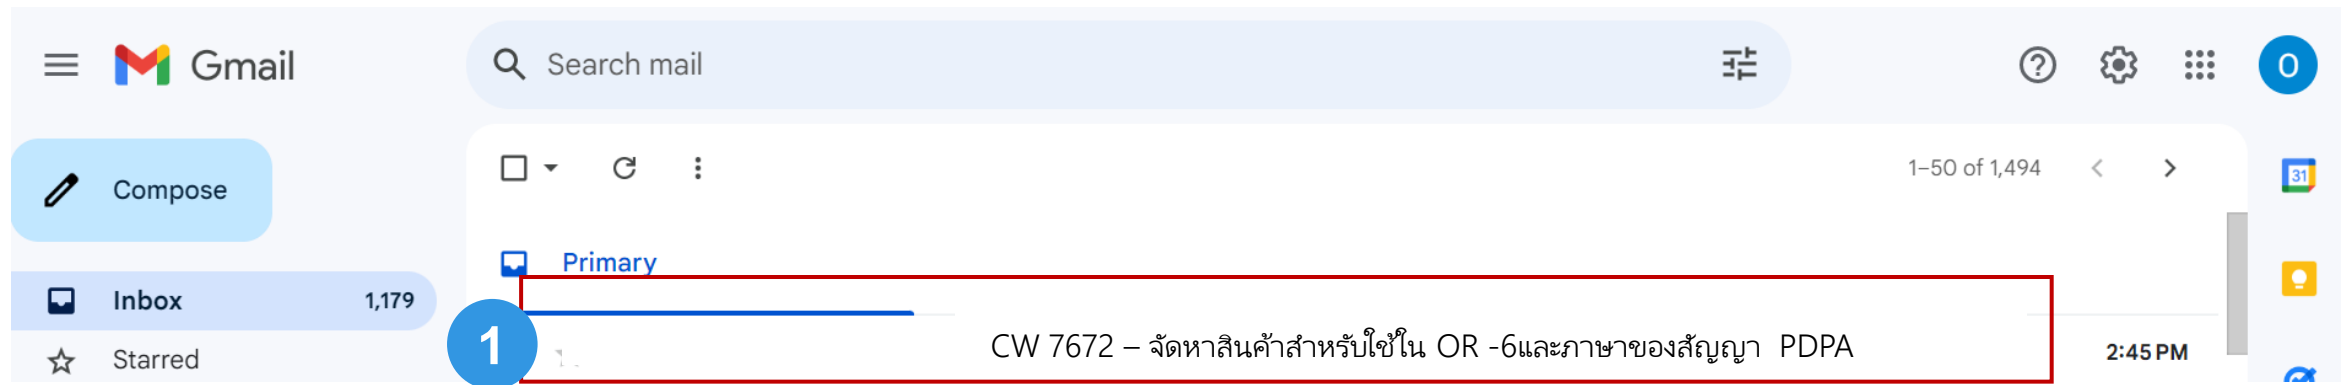 Gmail
Search mail
O
Compose
1–50 of 1,494
31
Primary
Inbox 1,179
1
CW 7672 – จัดหาสินค้าสำหรับใช้ใน OR -6และภาษาของสัญญา PDPA
2:45 PM
Starred